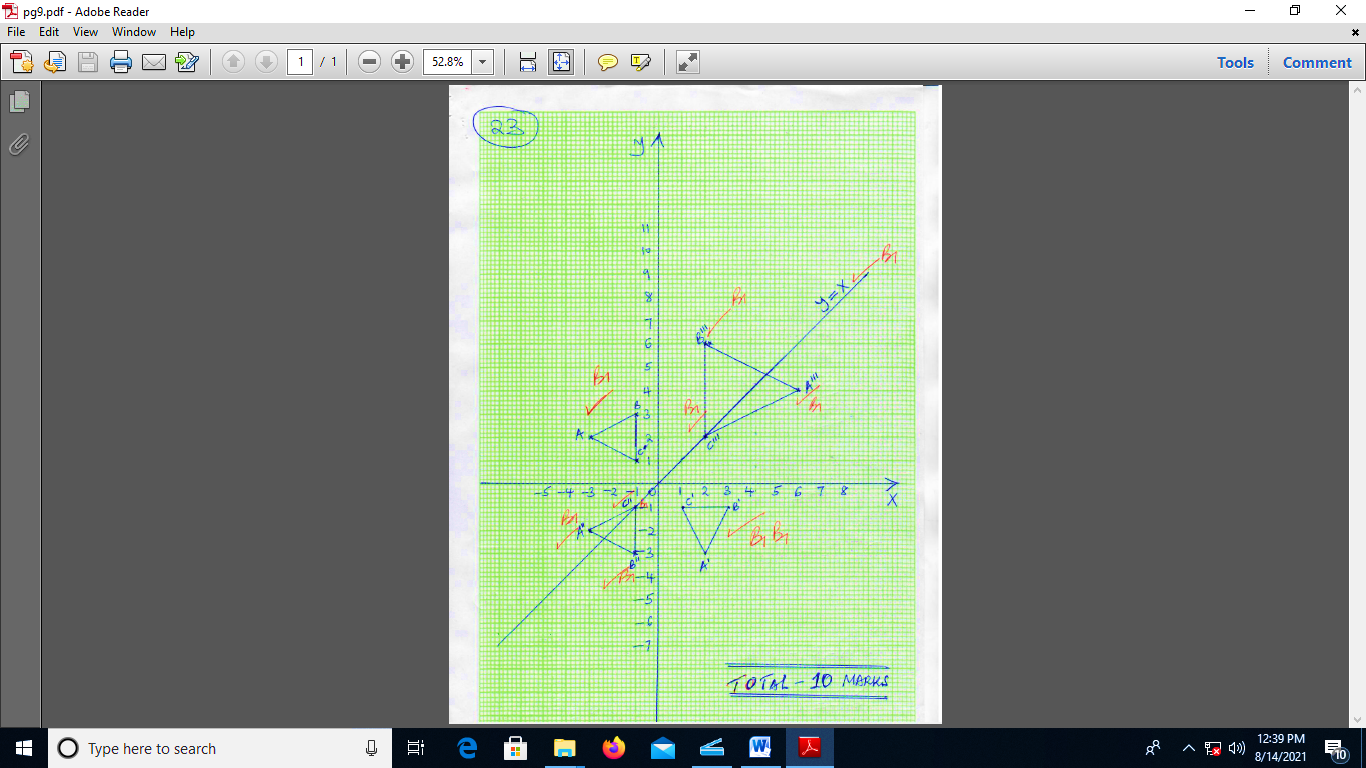 pg9.pdf - Adobe Reader
File Edit View Window Help
1 / 1 52.8% Tools Comment
23
y
11
10
9
8
7
6
5
4
3
2
1
B1
y=x
B1
B'''
A'''
B1
B1
C'''
B1
B
A
C
-5 -4 -3 -2 -1 0 1 2 3 4 5 6 7 8
X
C''
C' B'
B1
A''
B1 B1
B''
A'
B1
-1
-2
-3
-4
-5
-6
-7
TOTAL - 10 MARKS
Type here to search
12:39 PM
8/14/2021
10